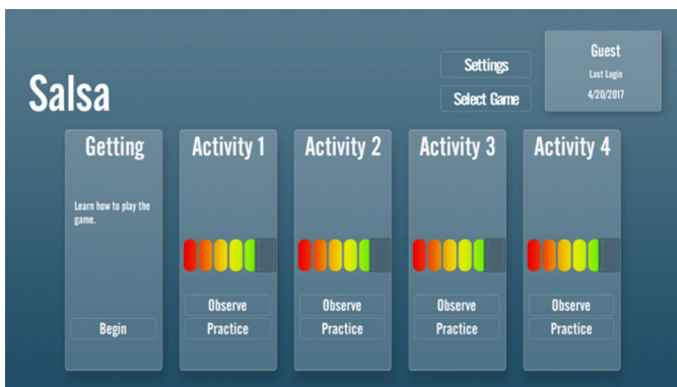 Settings
Guest
Last Login
4/20/2017
Select Game
Salsa
Getting
Learn how to play the
game.
Begin
Activity 1
Observe
Practice
Activity 2
Observe
Practice
Activity 3
Observe
Practice
Activity 4
Observe
Practice